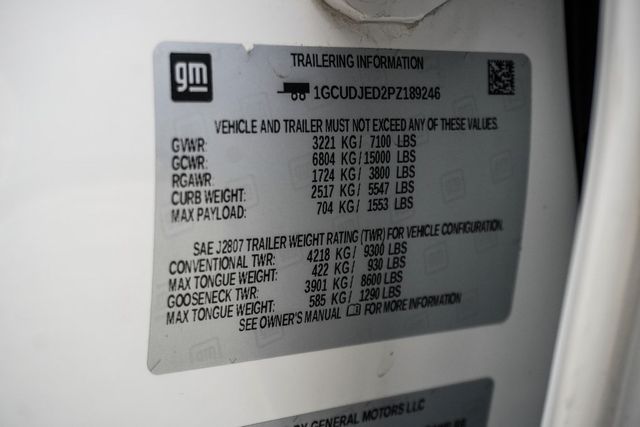 gm
TRAILERING INFORMATION
1GCUDJED2PZ189246
VEHICLE AND TRAILER MUST NOT EXCEED ANY OF THESE VALUES.
GVWR: 3221 KG / 7100 LBS
GCWR: 6804 KG / 15000 LBS
RGAWR: 1724 KG / 3800 LBS
CURB WEIGHT: 2517 KG / 5547 LBS
MAX PAYLOAD: 704 KG / 1553 LBS
SAE J2807 TRAILER WEIGHT RATING (TWR) FOR VEHICLE CONFIGURATION.
CONVENTIONAL TWR: 4218 KG / 9300 LBS
MAX TONGUE WEIGHT: 422 KG / 930 LBS
GOOSENECK TWR: 3901 KG / 8600 LBS
MAX TONGUE WEIGHT: 585 KG / 1290 LBS
SEE OWNER'S MANUAL FOR MORE INFORMATION
GENERAL MOTORS LLC